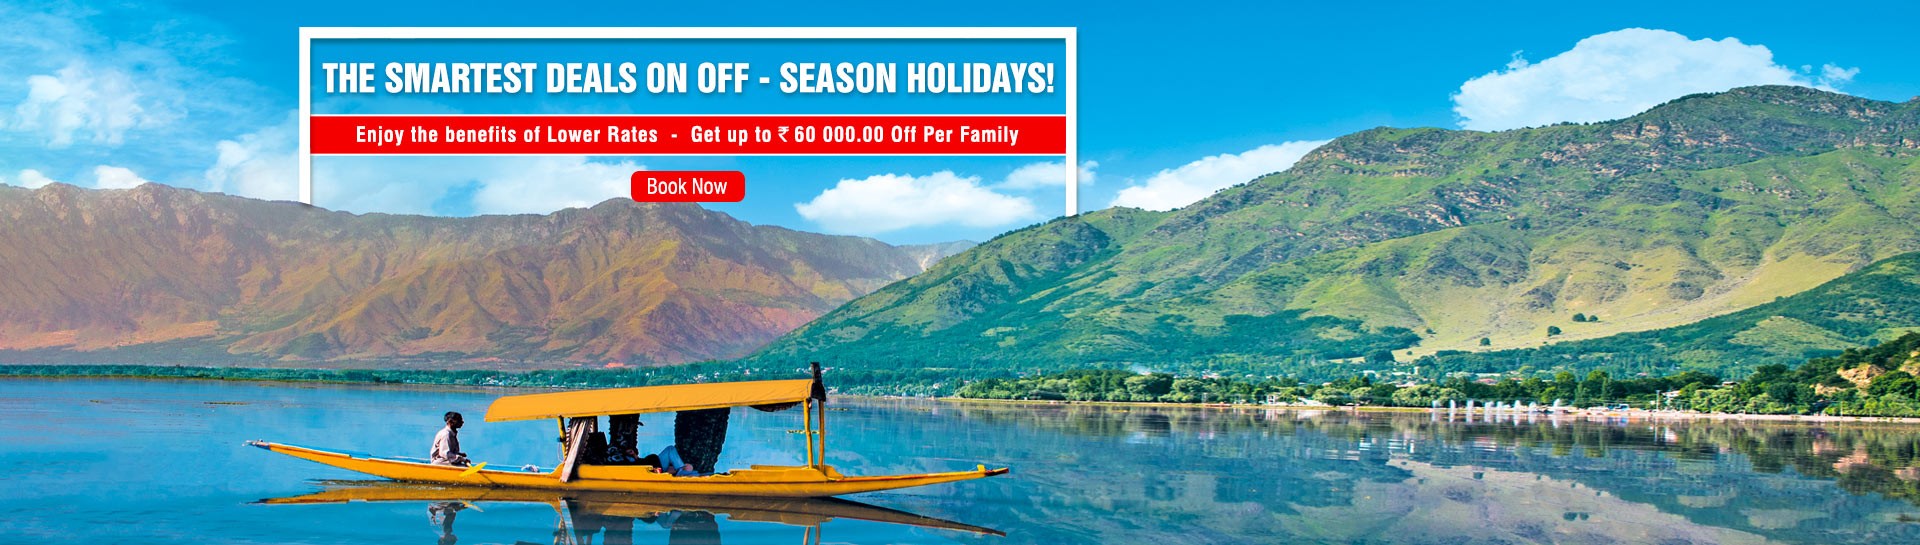 THE SMARTEST DEALS ON OFF - SEASON HOLIDAYS!
Enjoy the benefits of Lower Rates - Get up to ₹ 60 000.00 Off Per Family
Book Now